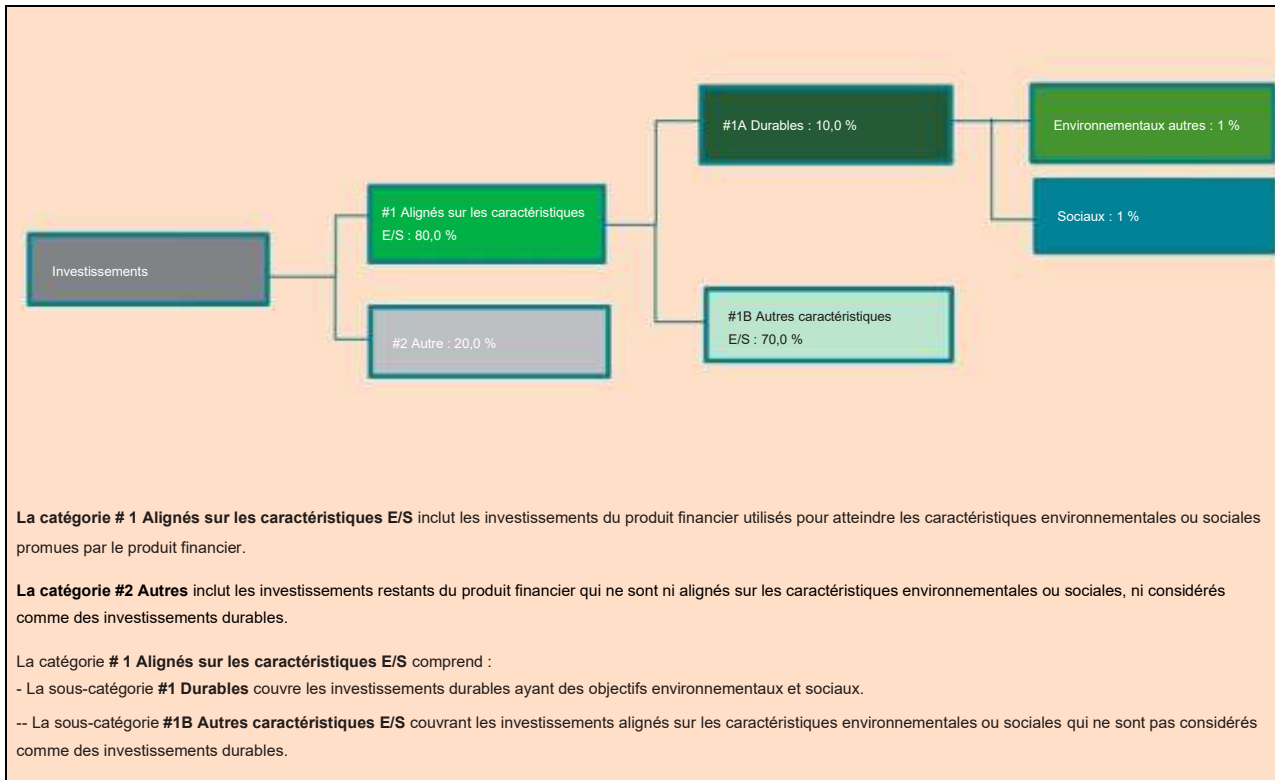 #1A Durables : 10,0 %
Environnementaux autres : 1 %
#1 Alignés sur les caractéristiques
E/S : 80,0 %
Sociaux : 1 %
Investissements
#1B Autres caractéristiques
E/S : 70,0 %
#2 Autre : 20,0 %
La catégorie # 1 Alignés sur les caractéristiques E/S inclut les investissements du produit financier utilisés pour atteindre les caractéristiques environnementales ou sociales
promues par le produit financier.
La catégorie #2 Autres inclut les investissements restants du produit financier qui ne sont ni alignés sur les caractéristiques environnementales ou sociales, ni considérés
comme des investissements durables.
La catégorie # 1 Alignés sur les caractéristiques E/S comprend :
- La sous-catégorie #1 Durables couvre les investissements durables ayant des objectifs environnementaux et sociaux.
-- La sous-catégorie #1B Autres caractéristiques E/S couvrant les investissements alignés sur les caractéristiques environnementales ou sociales qui ne sont pas considérés
comme des investissements durables.